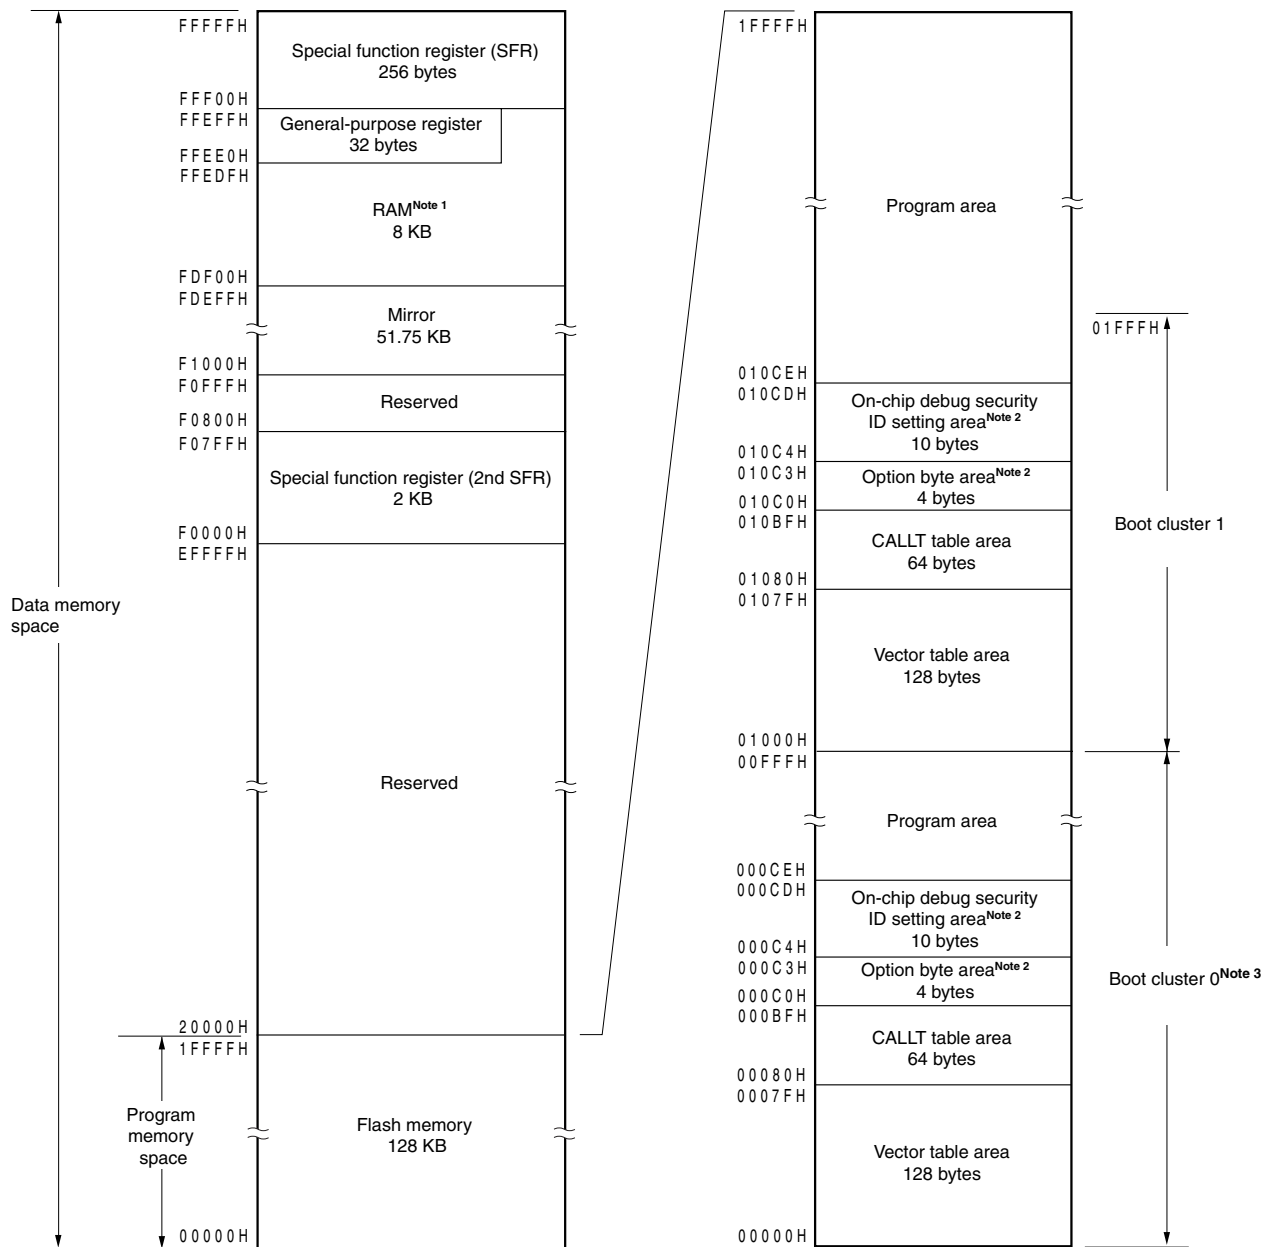 FFFFFH
Special function register (SFR)
256 bytes
FFF00H
FFEFFH
General-purpose register
32 bytes
FFEE0H
FFEDFH
RAMNote 1
8 KB
FDF00H
FDEFFH
Mirror
51.75 KB
F1000H
F0FFFH
Reserved
F0800H
F07FFH
Special function register (2nd SFR)
2 KB
F0000H
EFFFFH
Data memory
space
Reserved
20000H
1FFFFH
Program
memory
space
Flash memory
128 KB
00000H
1FFFFH
Program area
01FFFH
010CEH
010CDH
On-chip debug security
ID setting areaNote 2
10 bytes
010C4H
010C3H
Option byte areaNote 2
4 bytes
010C0H
010BFH
Boot cluster 1
CALLT table area
64 bytes
01080H
0107FH
Vector table area
128 bytes
01000H
00FFFH
Program area
000CEH
000CDH
On-chip debug security
ID setting areaNote 2
10 bytes
000C4H
000C3H
Option byte areaNote 2
4 bytes
Boot cluster 0Note 3
000C0H
000BFH
CALLT table area
64 bytes
00080H
0007FH
Vector table area
128 bytes
00000H